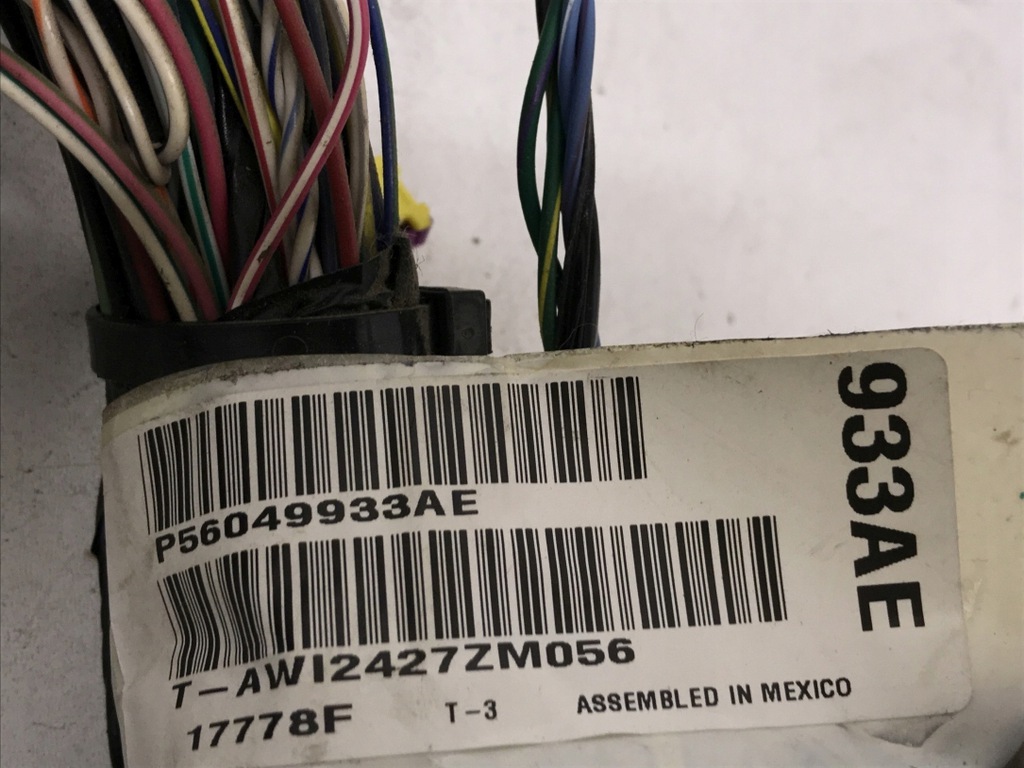 P56049933AE
T-AWI2427ZM056
17778F T-3 ASSEMBLED IN MEXICO
933AE